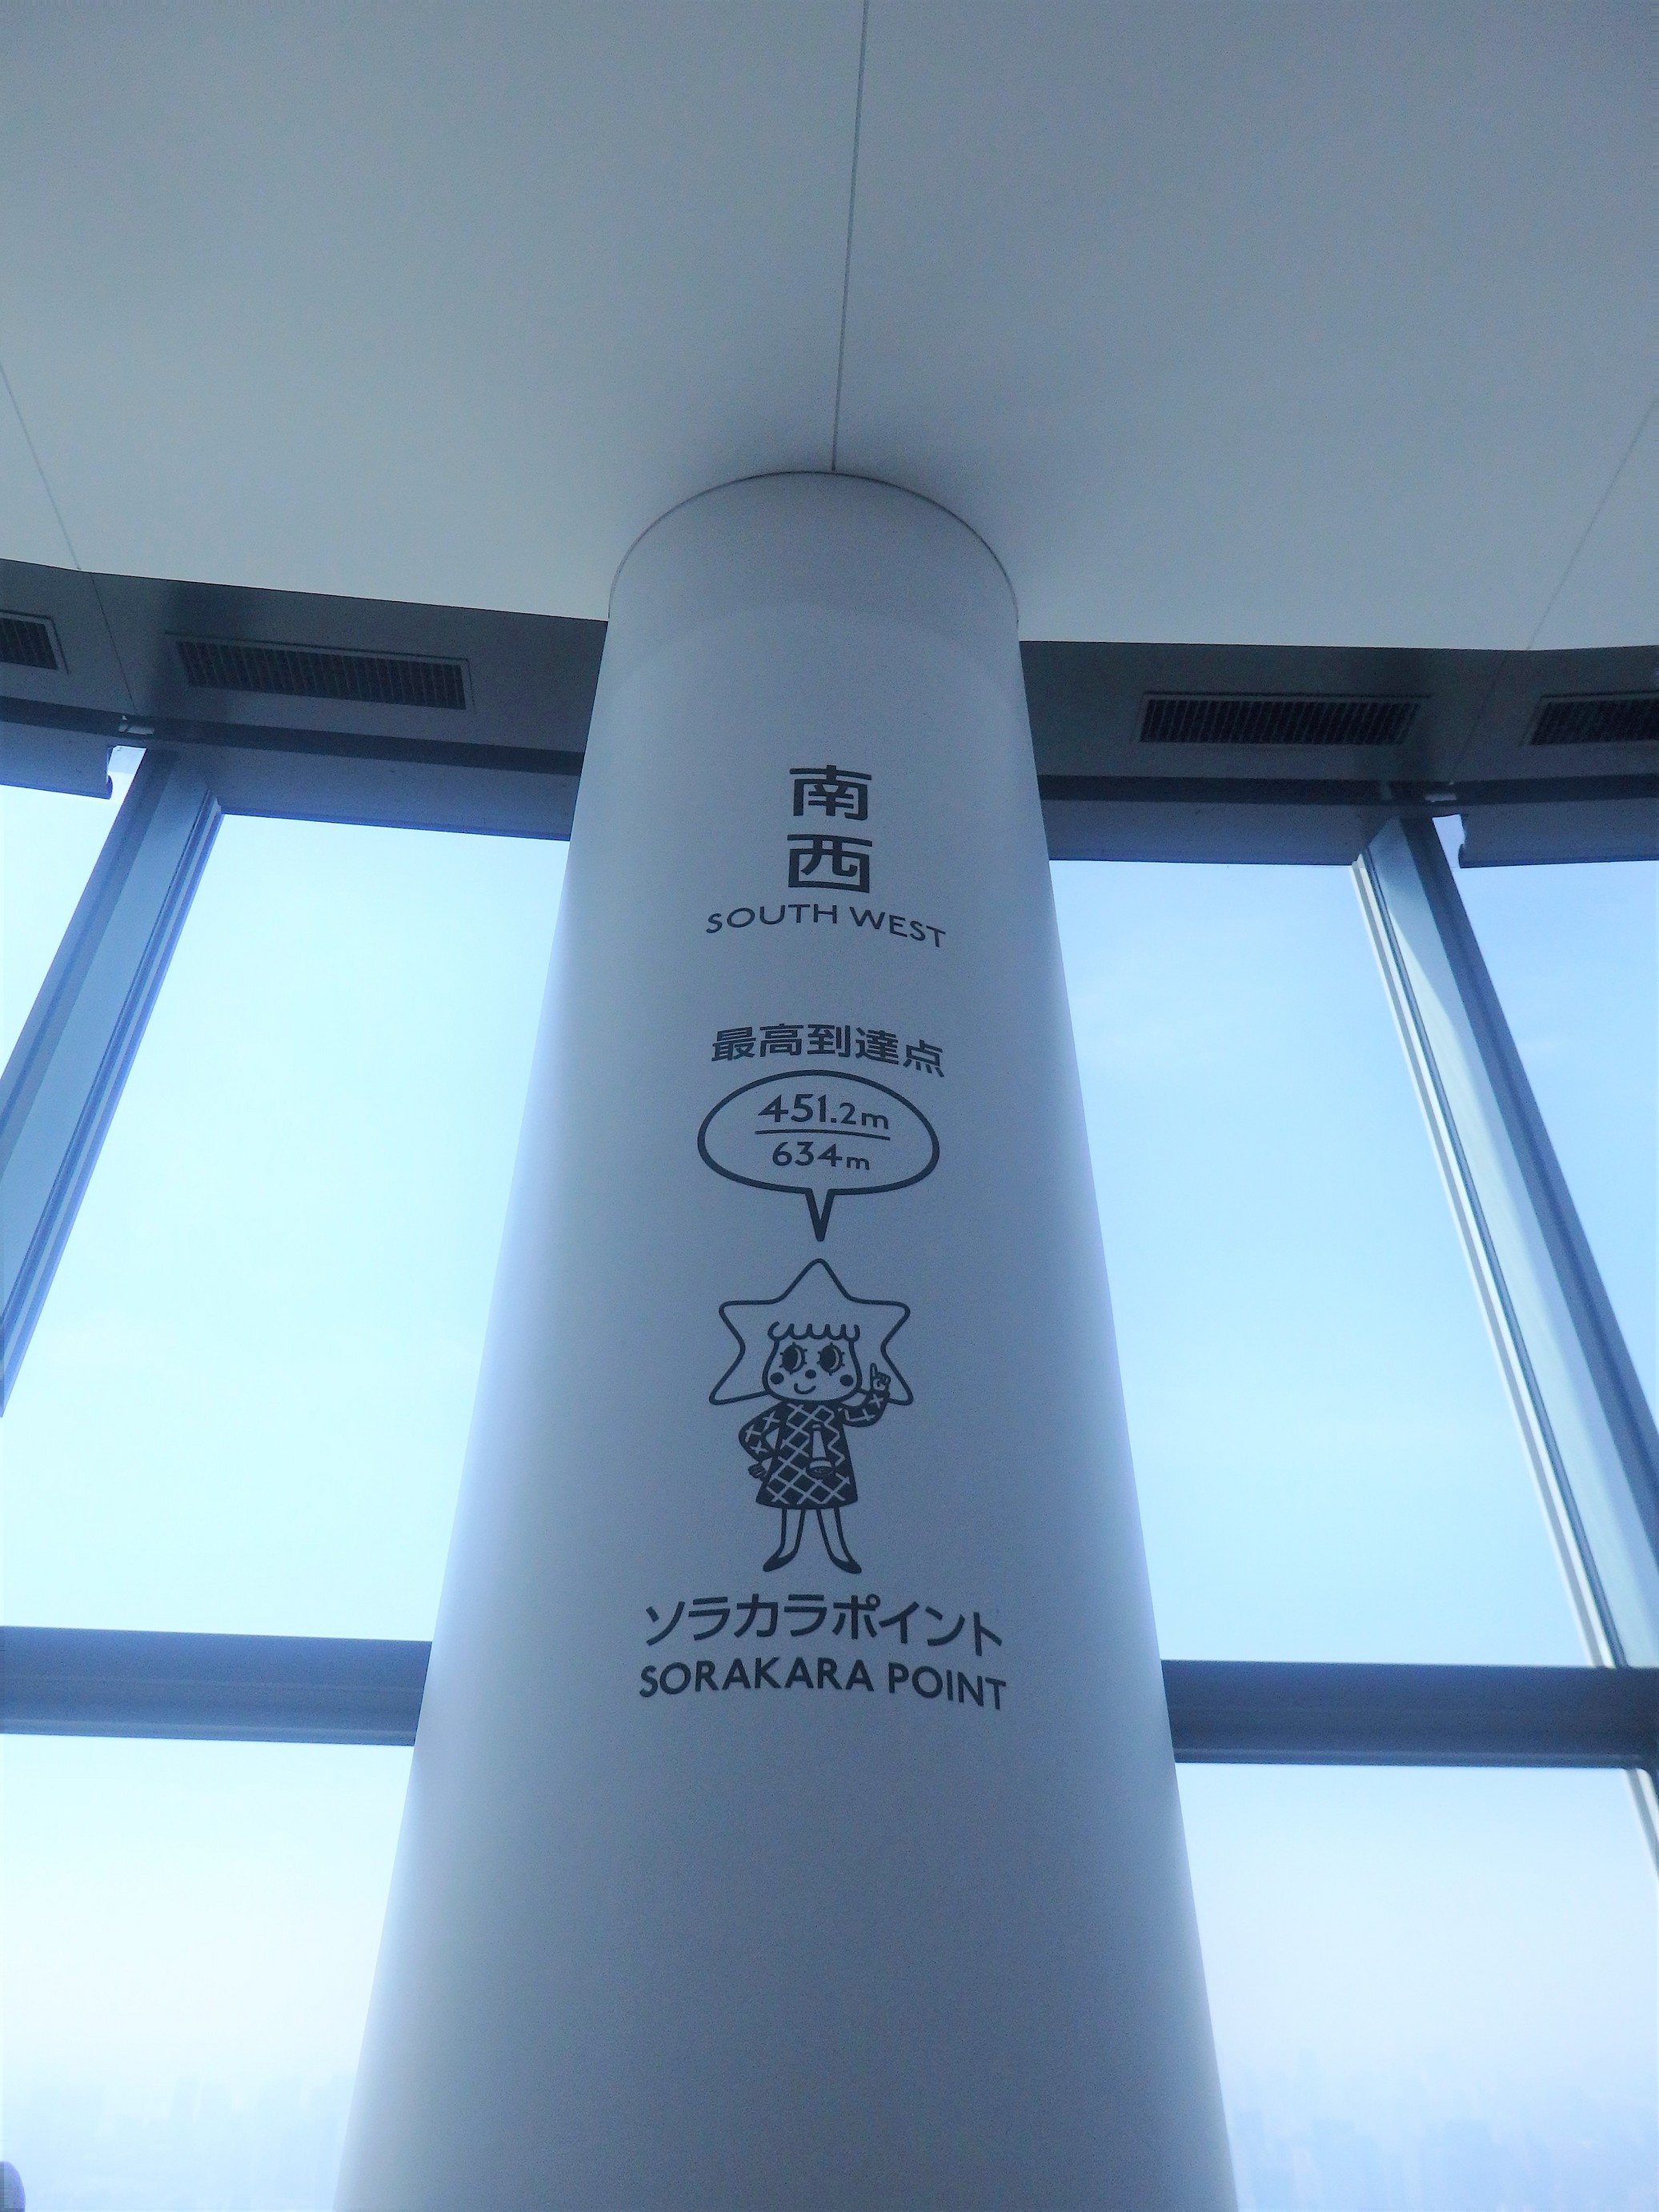 南
西
SOUTH WEST
最高到達点
451.2m
634m
ソラカラポイント
SORAKARA POINT